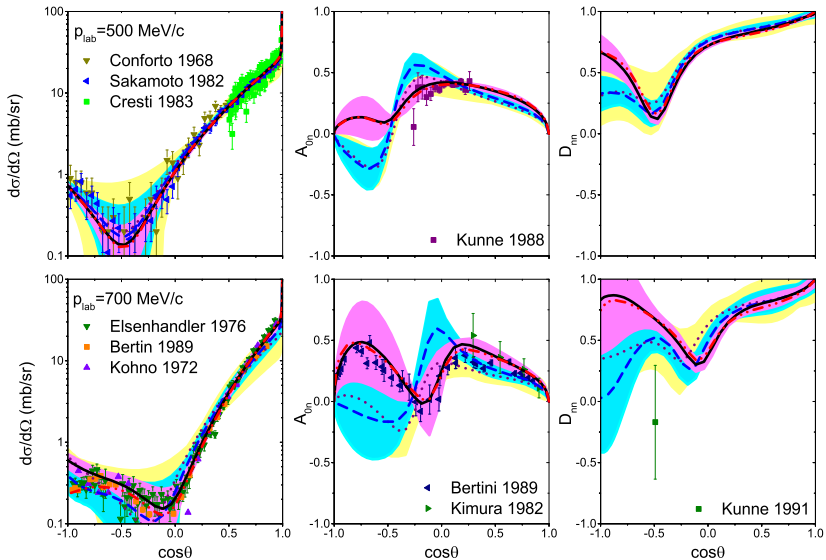 dσ/dΩ (mb/sr)
100
10
1
0.1
p_lab=500 MeV/c
Conforto 1968
Sakamoto 1982
Cresti 1983
A_0n
1.0
0.5
0.0
-0.5
-1.0
Kunne 1988
D_nn
1.0
0.5
0.0
-0.5
-1.0
dσ/dΩ (mb/sr)
100
10
1
0.1
p_lab=700 MeV/c
Elsenhandler 1976
Bertin 1989
Kohno 1972
-1.0 -0.5 0.0 0.5 1.0
cosθ
A_0n
1.0
0.5
0.0
-0.5
-1.0
Bertini 1989
Kimura 1982
-1.0 -0.5 0.0 0.5 1.0
cosθ
D_nn
1.0
0.5
0.0
-0.5
-1.0
Kunne 1991
-1.0 -0.5 0.0 0.5 1.0
cosθ